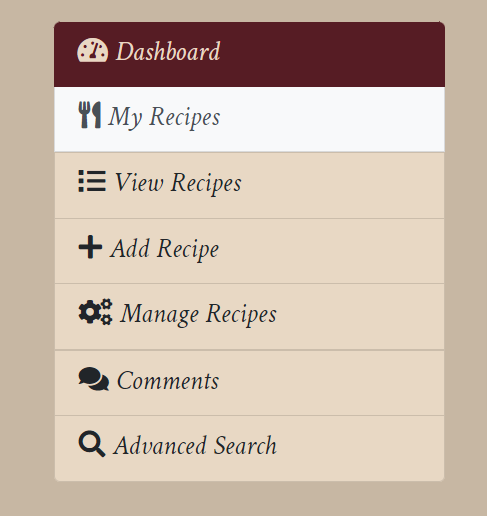 Dashboard
My Recipes
View Recipes
Add Recipe
Manage Recipes
Comments
Advanced Search